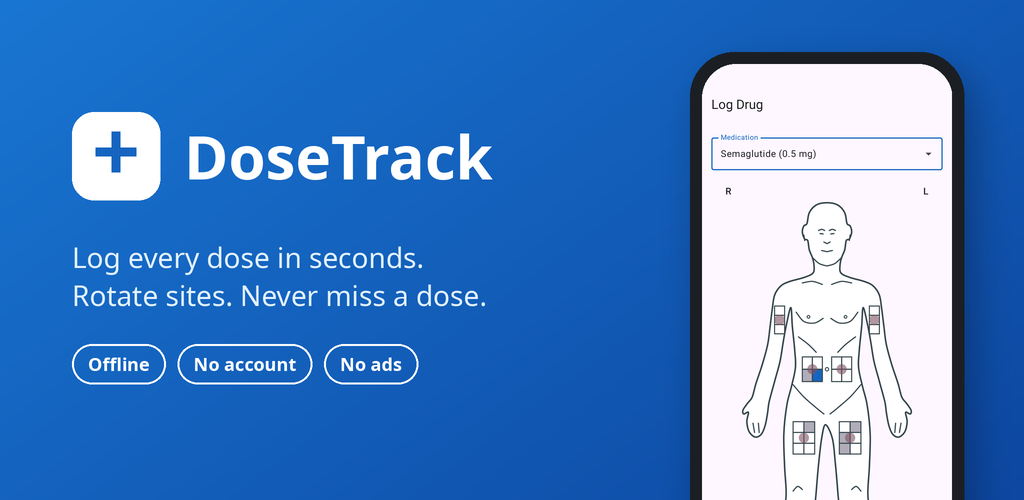 DoseTrack
Log every dose in seconds.
Rotate sites. Never miss a dose.
Offline
No account
No ads
Log Drug
Medication
Semaglutide (0.5 mg)
R
L